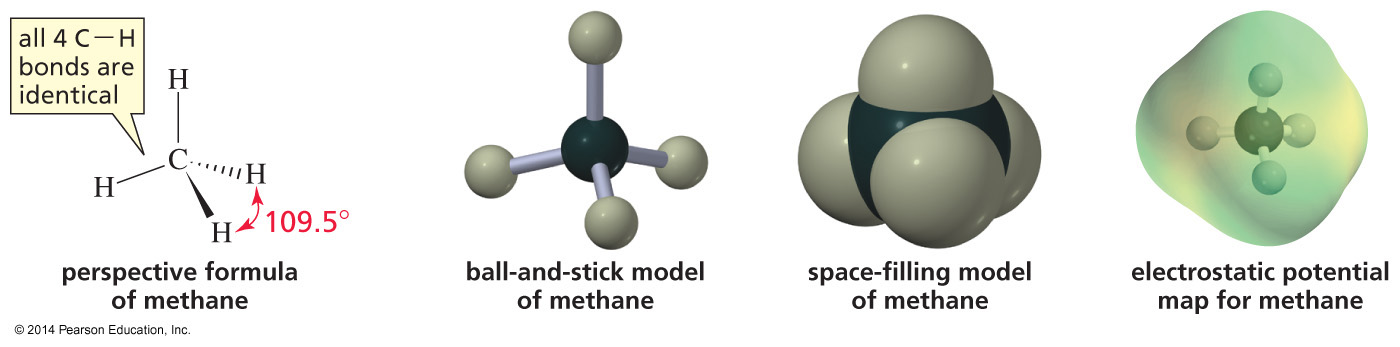 all 4 C—H
bonds are
identical
H
C
H
H
H
109.5°
perspective formula
of methane
ball-and-stick model
of methane
space-filling model
of methane
electrostatic potential
map for methane
© 2014 Pearson Education, Inc.